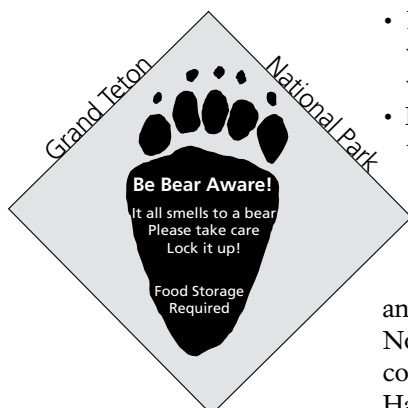 Grand Teton
National Park
Be Bear Aware!
It all smells to a bear
Please take care
Lock it up!
Food Storage
Required
an
No
co
Ha